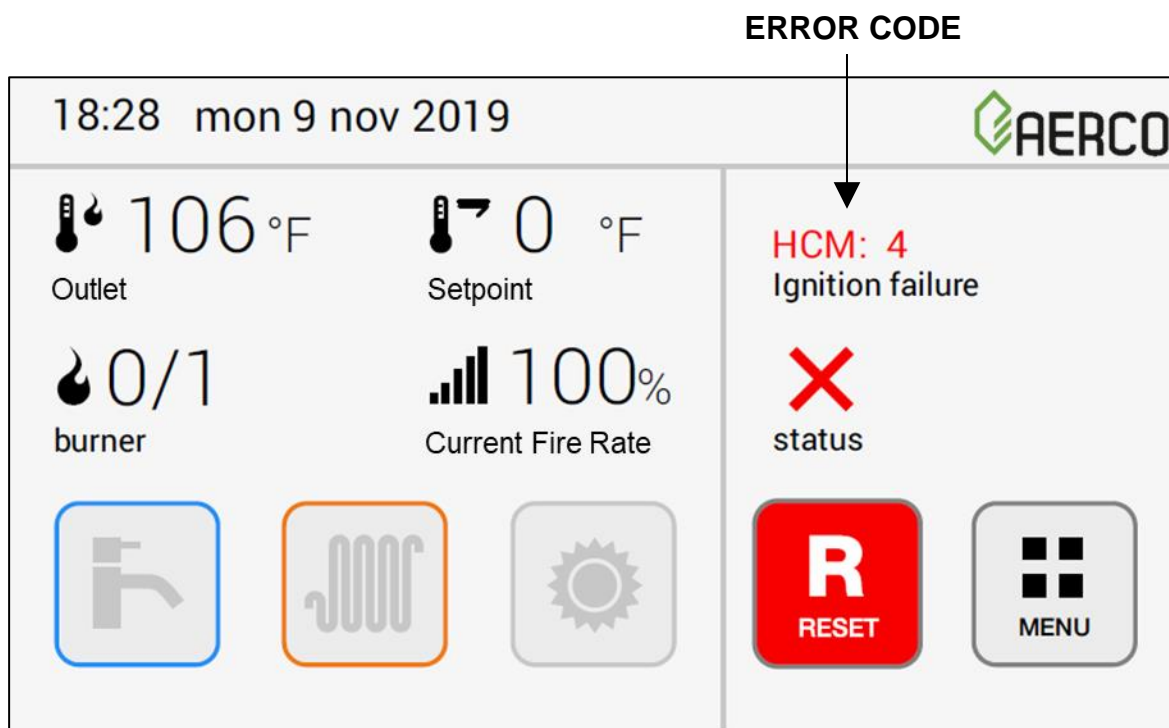 ERROR CODE
18:28 mon 9 nov 2019
AERCO
106 °F
Outlet
0 °F
Setpoint
HCM: 4
Ignition failure
0/1
burner
100%
Current Fire Rate
status
R
RESET
MENU